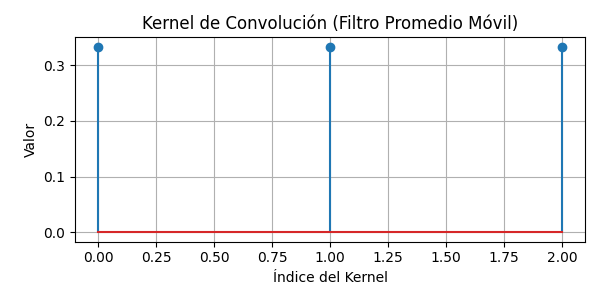 Kernel de Convolución (Filtro Promedio Móvil)
Valor
0.3
0.2
0.1
0.0
0.00 0.25 0.50 0.75 1.00 1.25 1.50 1.75 2.00
Índice del Kernel